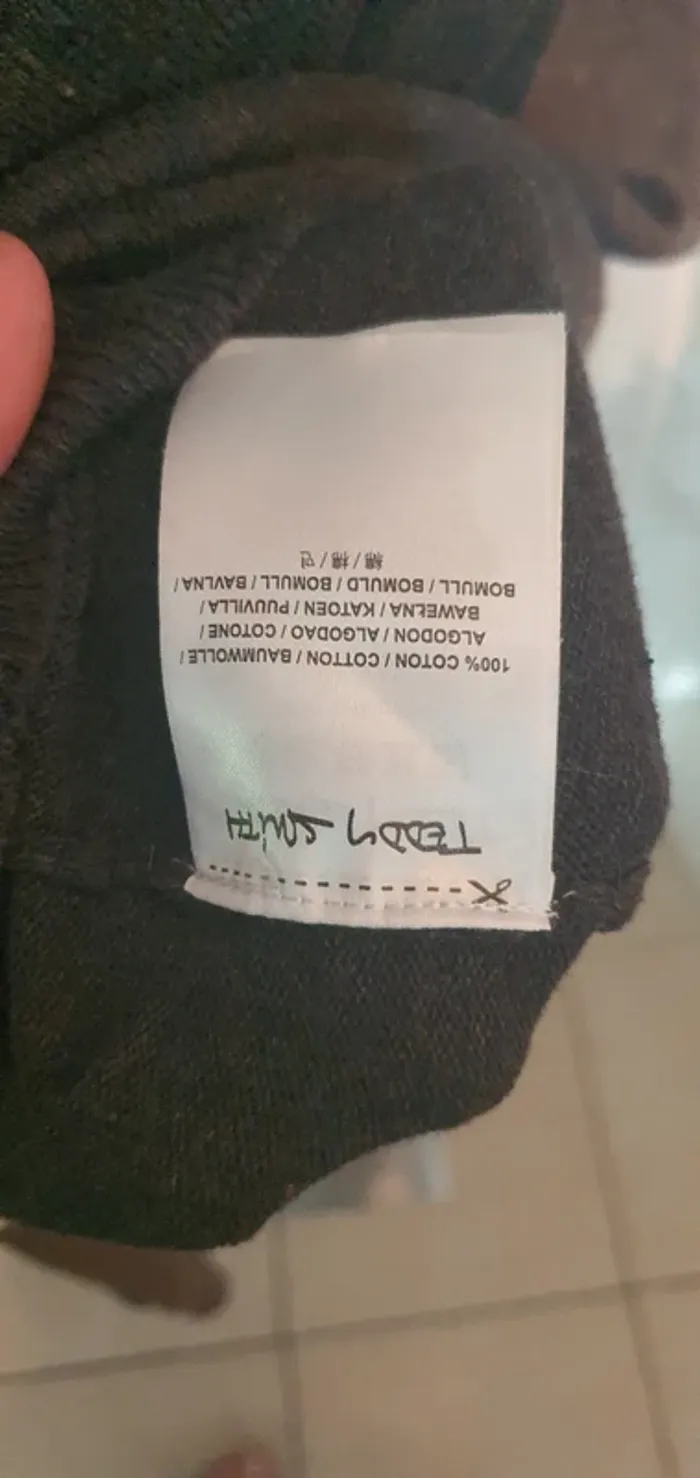 TEDDY SMITH
100% COTON / COTTON / BAUMWOLLE /
ALGODON / ALGODAO / COTONE /
BAWEŁNA / KATOEN / PUUVILLA /
BOMULL / BOMULD / BOMULL / BAVLNA /
綿 / 棉 / 면